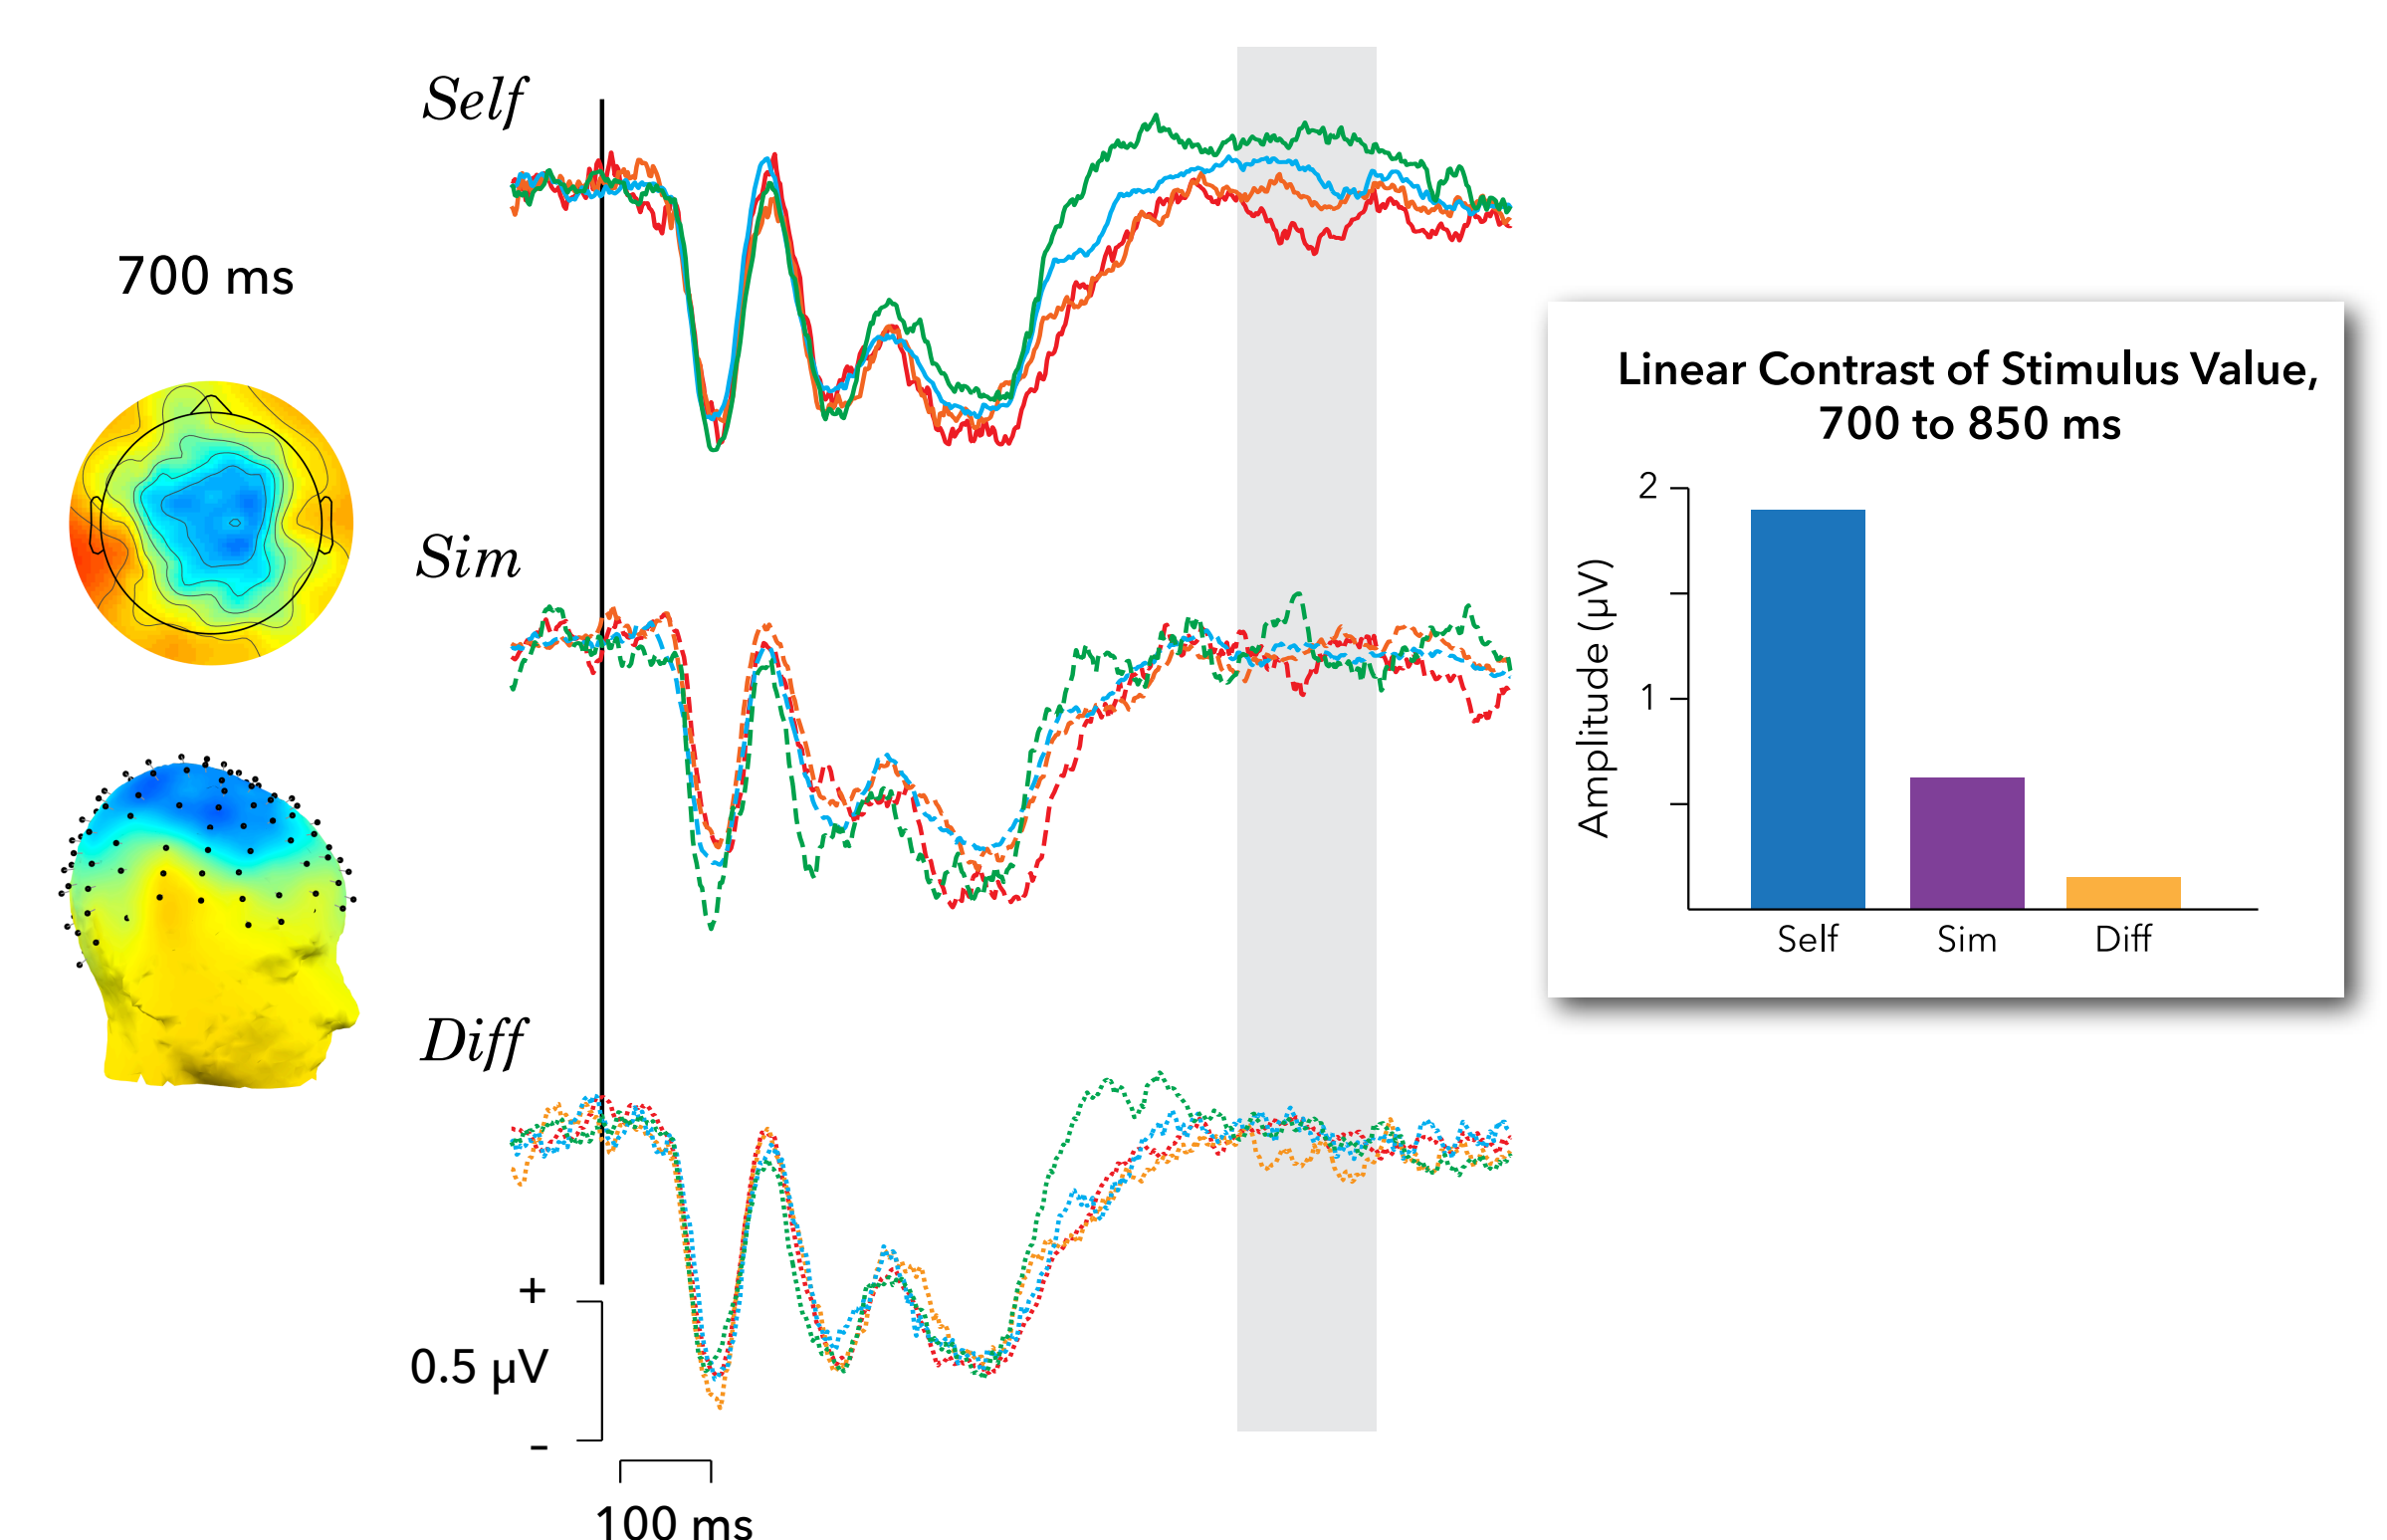 Self
700 ms
Sim
Diff
+
0.5 µV
-
100 ms
Linear Contrast of Stimulus Value,
700 to 850 ms
Amplitude (µV)
2
1
Self Sim Diff